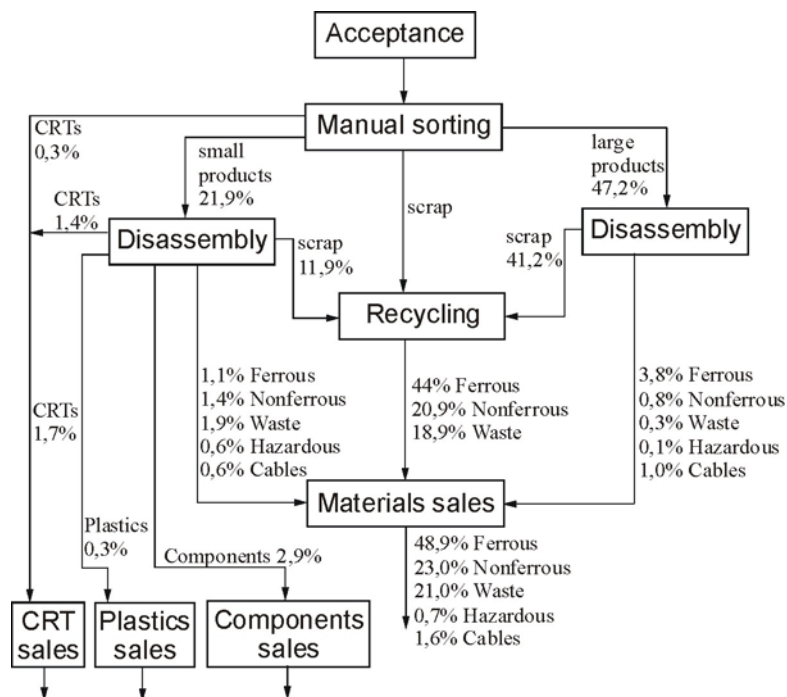 Acceptance
Manual sorting
CRTs
0,3%
small
products
21,9%
scrap
large
products
47,2%
CRTs
1,4%
Disassembly
scrap
11,9%
scrap
41,2%
Disassembly
Recycling
CRTs
1,7%
1,1% Ferrous
1,4% Nonferrous
1,9% Waste
0,6% Hazardous
0,6% Cables
44% Ferrous
20,9% Nonferrous
18,9% Waste
3,8% Ferrous
0,8% Nonferrous
0,3% Waste
0,1% Hazardous
1,0% Cables
Materials sales
Plastics
0,3%
Components 2,9%
48,9% Ferrous
23,0% Nonferrous
21,0% Waste
0,7% Hazardous
1,6% Cables
CRT
sales
Plastics
sales
Components
sales